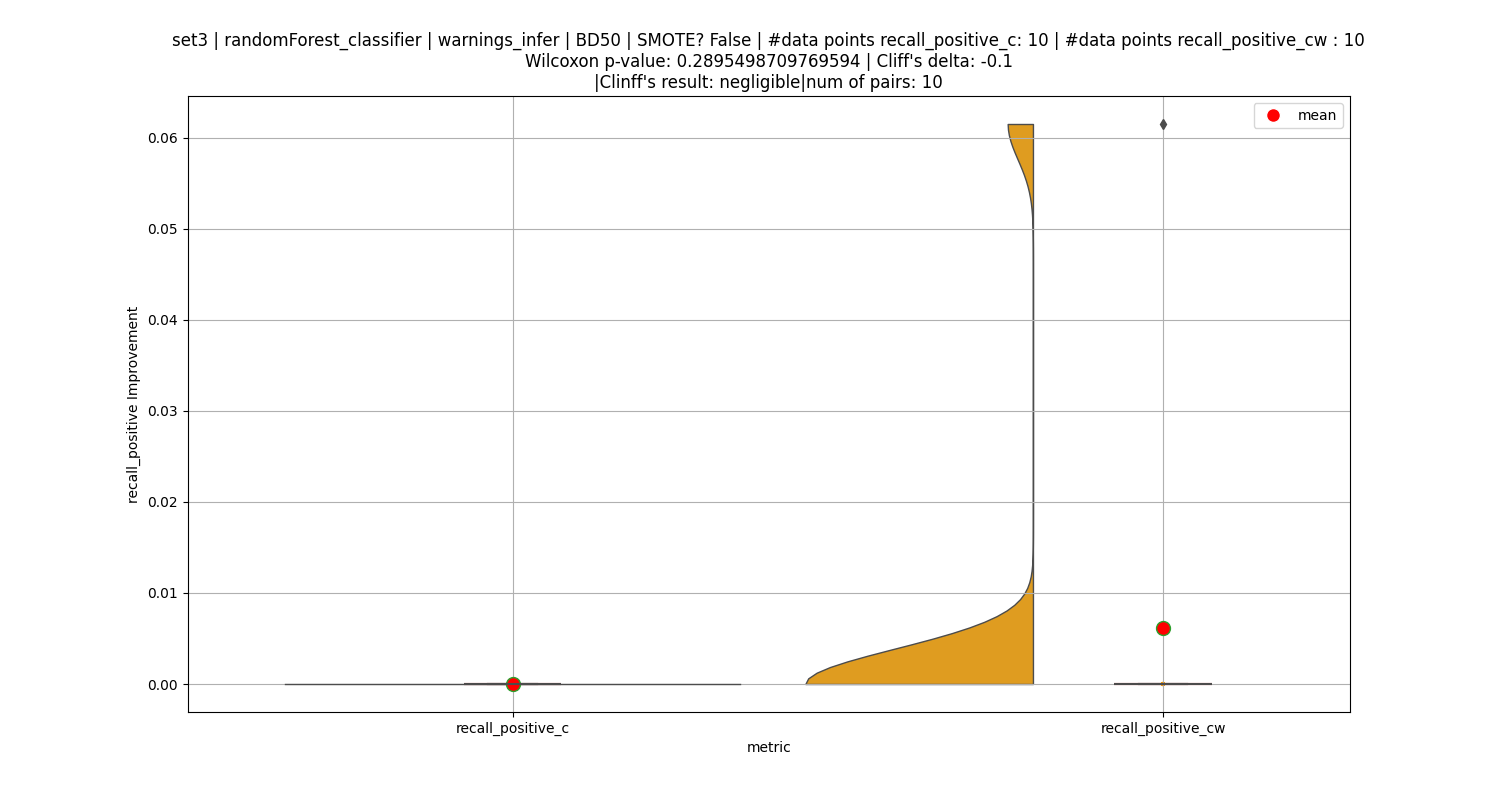 set3 | randomForest_classifier | warnings_infer | BD50 | SMOTE? False | #data points recall_positive_c: 10 | #data points recall_positive_cw : 10
Wilcoxon p-value: 0.2895498709769594 | Cliff's delta: -0.1
|Clinff's result: negligible|num of pairs: 10
mean
0.06
0.05
0.04
0.03
0.02
0.01
0.00
recall_positive Improvement
recall_positive_c
recall_positive_cw
metric